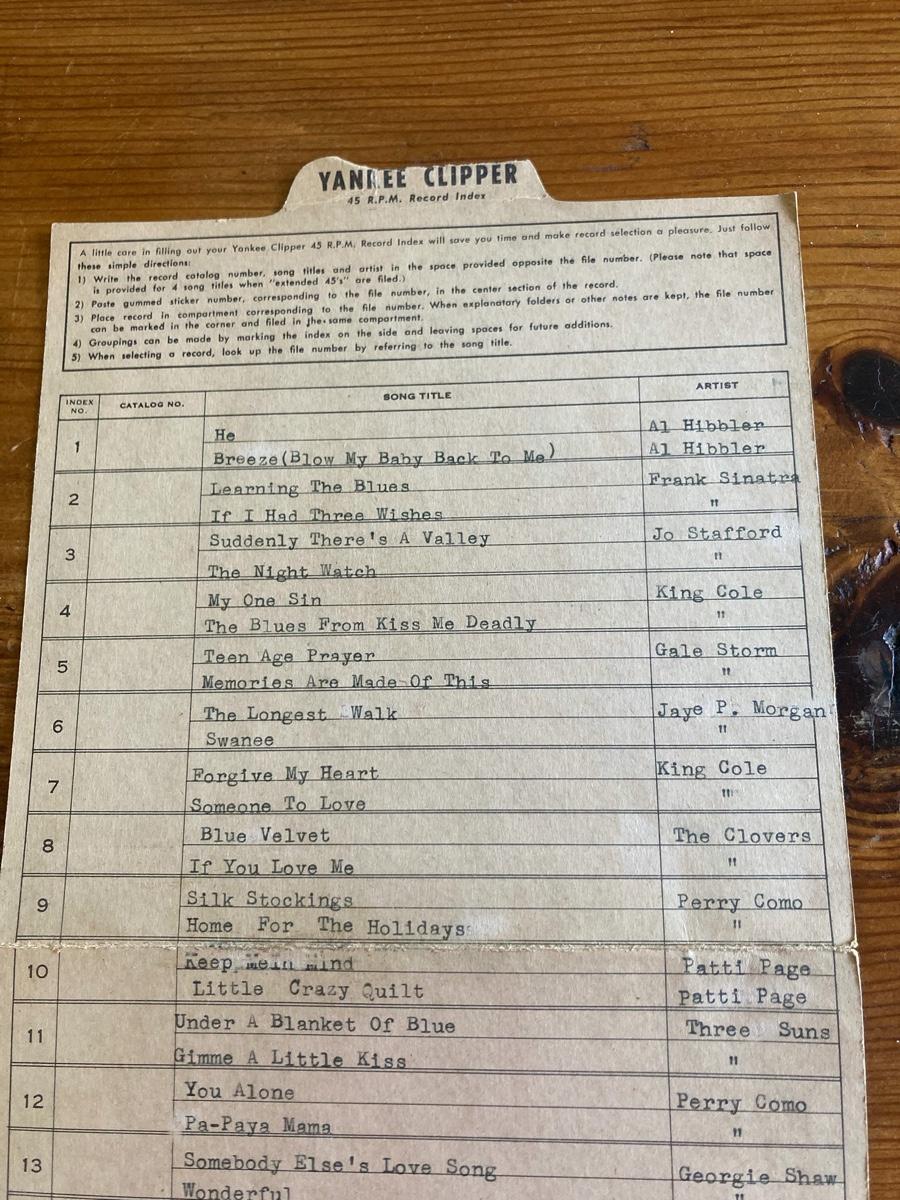 YANKEE CLIPPER
45 R.P.M. Record Index
A little care in filling out your Yankee Clipper 45 R.P.M. Record Index will save you time and make record selection a pleasure. Just follow
these simple directions:
1) Write the record catalog number, song titles and artist in the space provided opposite the file number. (Please note that space
is provided for 4 song titles when "extended 45's" are filed.)
2) Paste gummed sticker number, corresponding to the file number, in the center section of the record.
3) Place record in compartment corresponding to the file number. When explanatory folders or other notes are kept, the file number
can be marked in the corner and filed in the same compartment.
4) Groupings can be made by marking the index on the side and leaving spaces for future additions.
5) When selecting a record, look up the file number by referring to the song title.
INDEX NO. CATALOG NO. SONG TITLE ARTIST
1 He Al Hibbler
Breeze(Blow My Baby Back To Me) Al Hibbler
2 Learning The Blues Frank Sinatra
If I Had Three Wishes "
3 Suddenly There's A Valley Jo Stafford
The Night Watch "
4 My One Sin King Cole
The Blues From Kiss Me Deadly "
5 Teen Age Prayer Gale Storm
Memories Are Made Of This "
6 The Longest Walk Jaye P. Morgan
Swanee "
7 Forgive My Heart King Cole
Someone To Love "
8 Blue Velvet The Clovers
If You Love Me "
9 Silk Stockings Perry Como
Home For The Holidays "
10 Keep Me In Mind Patti Page
Little Crazy Quilt Patti Page
11 Under A Blanket Of Blue Three Suns
Gimme A Little Kiss "
12 You Alone Perry Como
Pa-Paya Mama "
13 Somebody Else's Love Song Georgie Shaw
Wonderful "